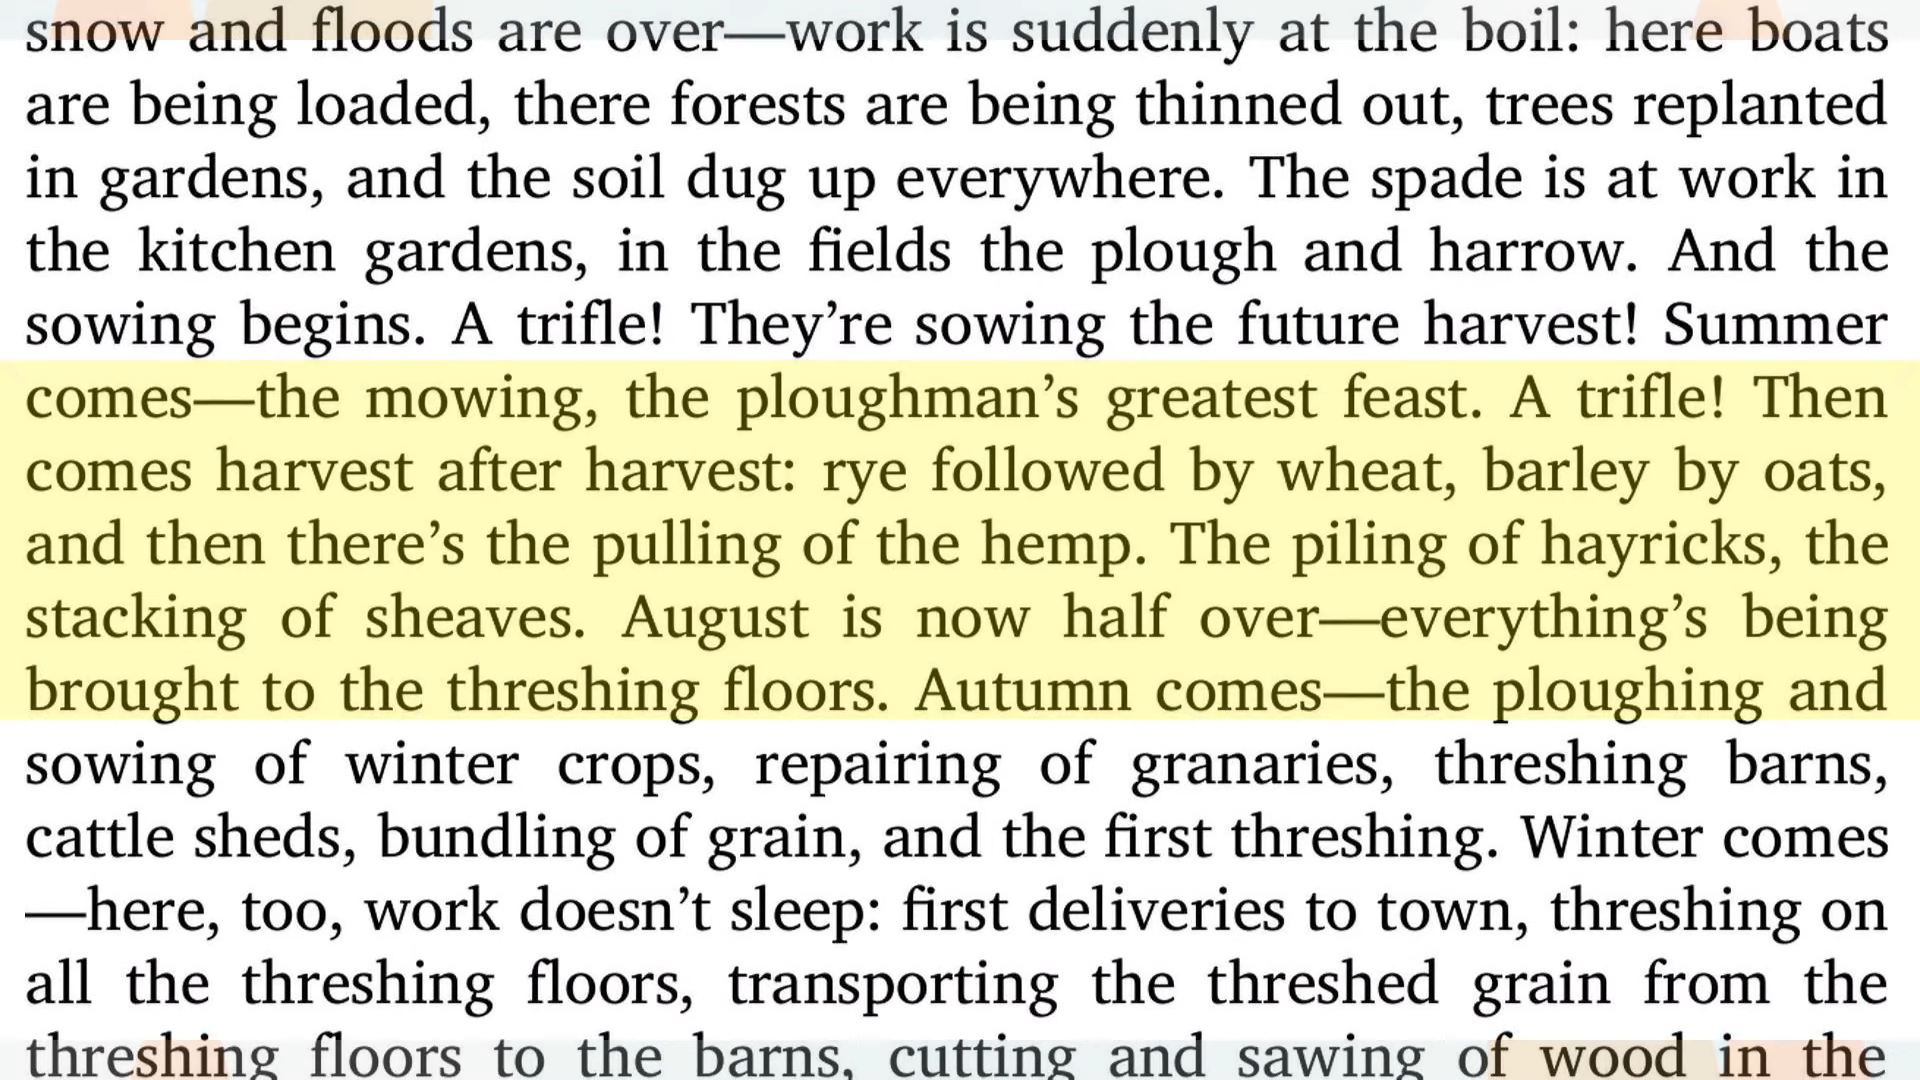 snow and floods are over—work is suddenly at the boil: here boats
are being loaded, there forests are being thinned out, trees replanted
in gardens, and the soil dug up everywhere. The spade is at work in
the kitchen gardens, in the fields the plough and harrow. And the
sowing begins. A trifle! They’re sowing the future harvest! Summer
comes—the mowing, the ploughman’s greatest feast. A trifle! Then
comes harvest after harvest: rye followed by wheat, barley by oats,
and then there’s the pulling of the hemp. The piling of hayricks, the
stacking of sheaves. August is now half over—everything’s being
brought to the threshing floors. Autumn comes—the ploughing and
sowing of winter crops, repairing of granaries, threshing barns,
cattle sheds, bundling of grain, and the first threshing. Winter comes
—here, too, work doesn’t sleep: first deliveries to town, threshing on
all the threshing floors, transporting the threshed grain from the
threshing floors to the barns, cutting and sawing of wood in the